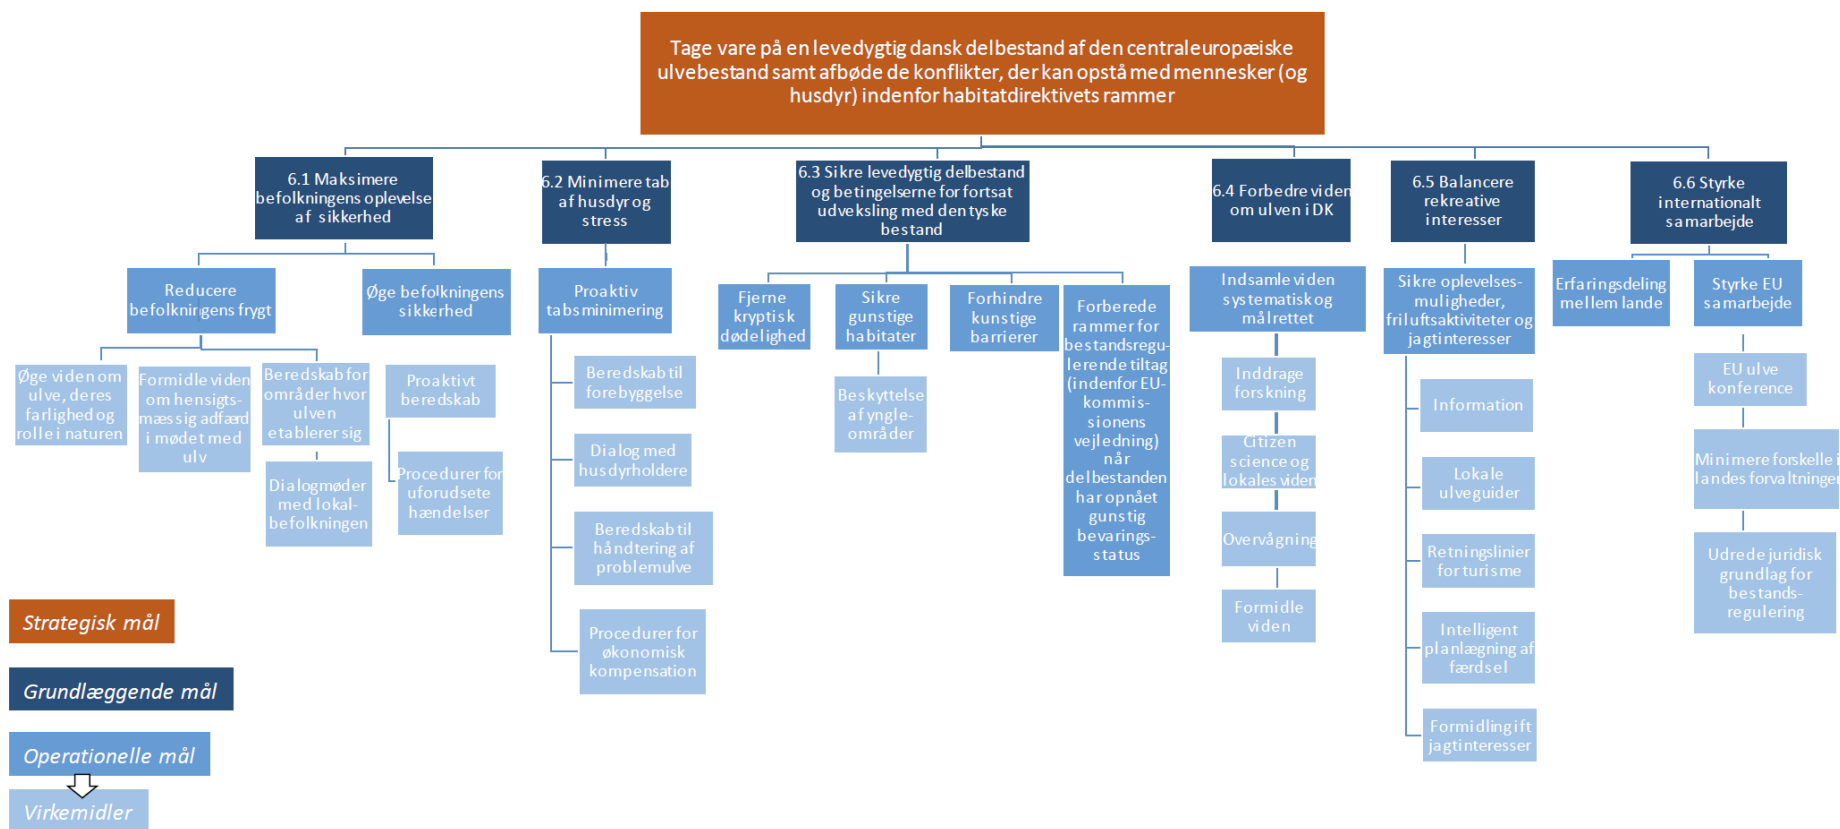 Tage vare på en levedygtig dansk delbestand af den centraleuropæiske
ulvebestand samt afbøde de konflikter, der kan opstå med mennesker (og
husdyr) indenfor habitatdirektivets rammer
6.1 Maksimere
befolkningens oplevelse
af sikkerhed
6.2 Minimere tab
af husdyr og
stress
6.3 Sikre levedygtig delbestand
og betingelserne for fortsat
udveksling med den tyske
bestand
6.4 Forbedre viden
om ulven i DK
6.5 Balancere
rekreative
interesser
6.6 Styrke
internationalt
samarbejde
Reducere
befolkningens frygt
Øge befolkningens
sikkerhed
Proaktiv
tabsminimering
Fjerne
kryptisk
dødelighed
Sikre
gunstige
habitater
Forhindre
kunstige
barrierer
Forberede
rammer for
bestandsregu-
lerende tiltag
(indenfor EU-
kommis-
sionens
vejledning)
når
delbestanden
har opnået
gunstig
bevarings-
status
Indsamle viden
systematisk og
målrettet
Sikre oplevelses-
muligheder,
friluftsaktiviteter og
jagtinteresser
Erfaringsdeling
mellem lande
Styrke EU
samarbejde
Øge viden om
ulve, deres
farlighed og
rolle i naturen
Formidle viden
om hensigts-
mæssig adfærd
i mødet med
ulv
Beredskab for
områder hvor
ulven
etablerer sig
Dialogmøder
med lokal-
befolkningen
Proaktivt
beredskab
Procedurer for
uforudsete
hændelser
Beredskab til
forebyggelse
Dialog med
husdyrholdere
Beredskab til
håndtering af
problemulve
Procedurer for
økonomisk
kompensation
Beskyttelse
af yngle-
områder
Inddrage
forskning
Citizen
science og
lokales viden
Overvågning
Formidle
viden
Information
Lokale
ulveguider
Retningslinier
for turisme
Intelligent
planlægning af
færdsel
Formidling ift
jagtinteresser
EU ulve
konference
Minimere forskelle i
landes forvaltninger
Udrede juridisk
grundlag for
bestands-
regulering
Strategisk mål
Grundlæggende mål
Operationelle mål
Virkemidler